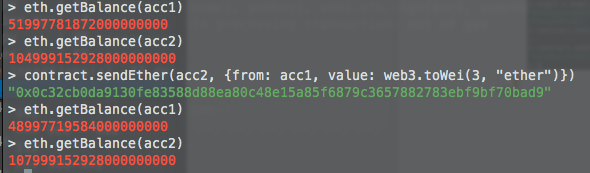 > eth.getBalance(acc1)
51997781872000000000
> eth.getBalance(acc2)
104999152928000000000
> contract.sendEther(acc2, {from: acc1, value: web3.toWei(3, "ether")})
"0x0c32cb0da9130fe83588d88ea80c48e15a85f6879c3657882783ebf9bf70bad9"
> eth.getBalance(acc1)
48997719584000000000
> eth.getBalance(acc2)
107999152928000000000